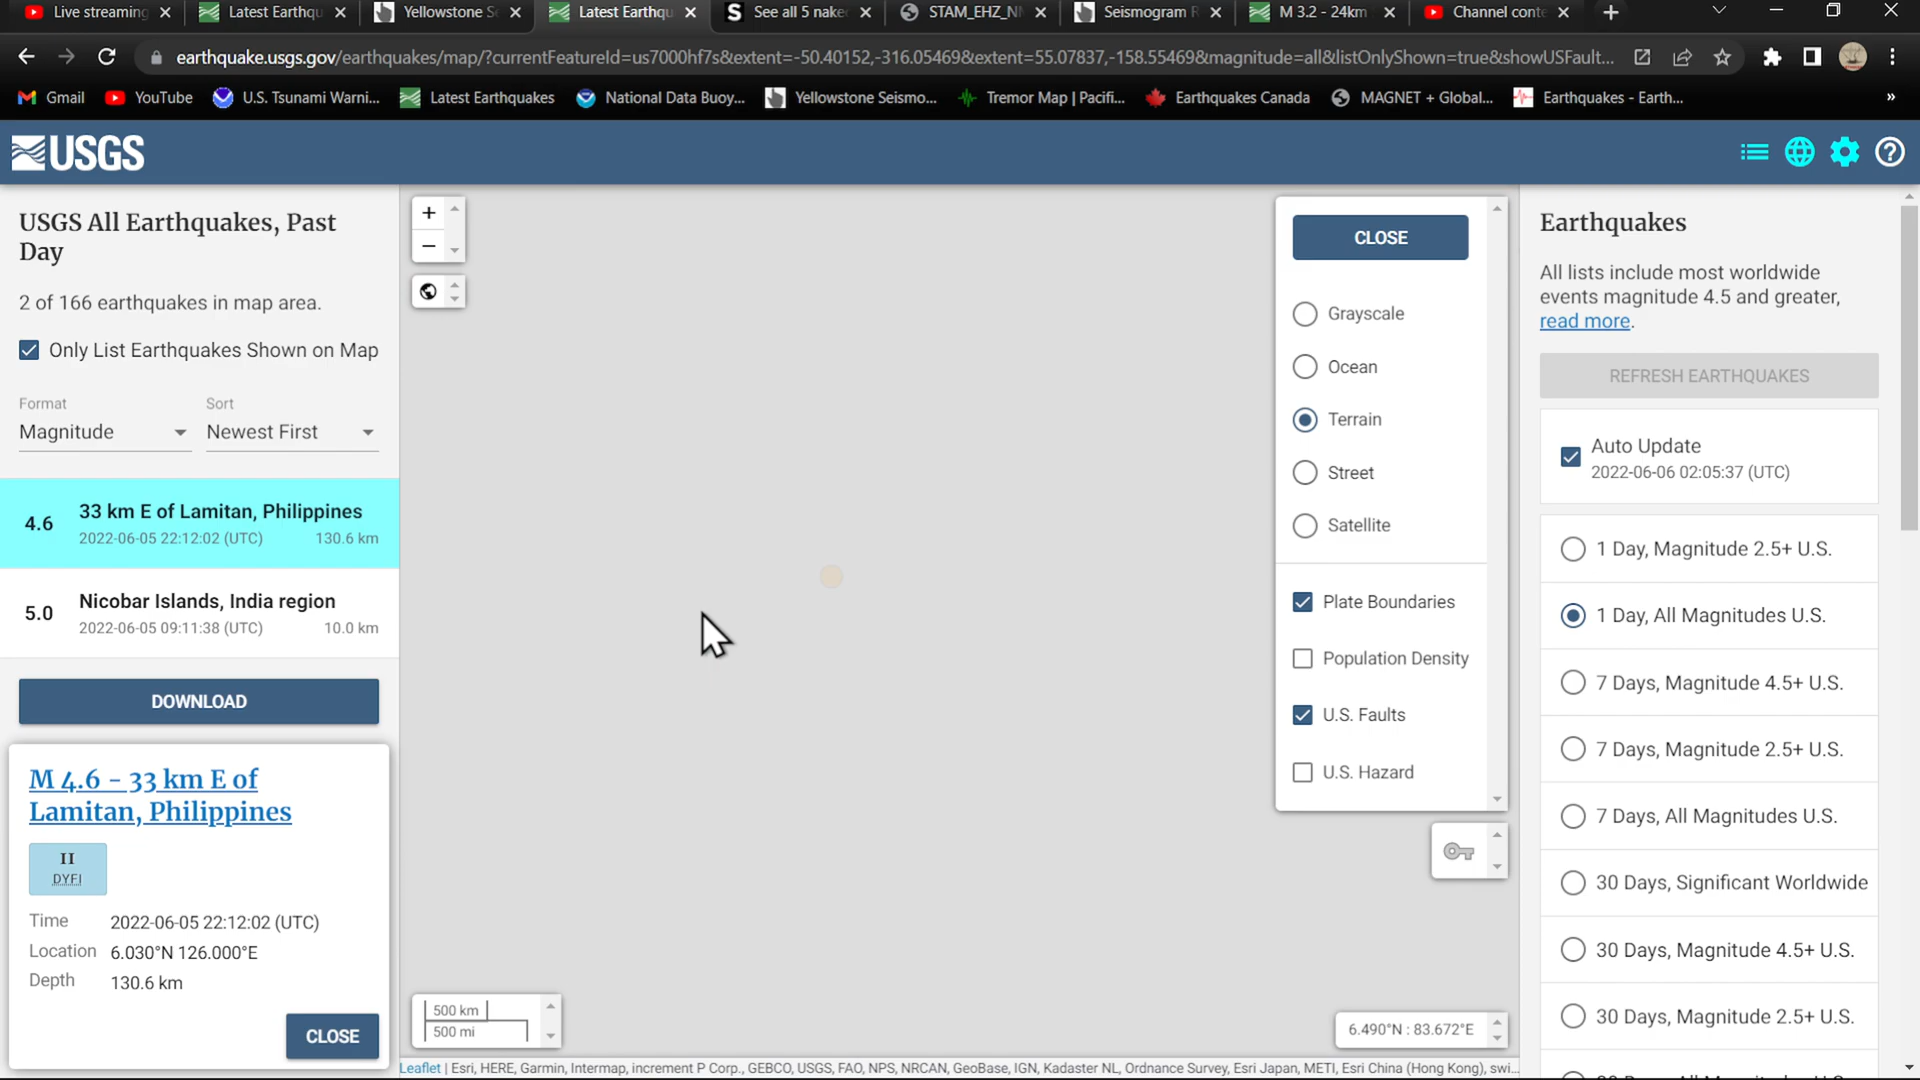 Live streaming
Latest Earthqu
Yellowstone Se
Latest Earthqu
See all 5 nake
STAM_EHZ_N
Seismogram R
M 3.2 - 24km
Channel conte
earthquake.usgs.gov/earthquakes/map/?currentFeatureId=us7000hf7s&extent=-50.40152,-316.05469&extent=55.07837,-158.55469&magnitude=all&listOnlyShown=true&showUSFault...
Gmail
YouTube
U.S. Tsunami Warni...
Latest Earthquakes
National Data Buoy...
Yellowstone Seismo...
Tremor Map | Pacifi...
Earthquakes Canada
MAGNET + Global...
Earthquakes - Earth...
»
USGS
USGS All Earthquakes, Past
Day
2 of 166 earthquakes in map area.
Only List Earthquakes Shown on Map
Format
Sort
Magnitude
Newest First
4.6
33 km E of Lamitan, Philippines
2022-06-05 22:12:02 (UTC)
130.6 km
5.0
Nicobar Islands, India region
2022-06-05 09:11:38 (UTC)
10.0 km
DOWNLOAD
M 4.6 - 33 km E of
Lamitan, Philippines
II
DYFI
Time 2022-06-05 22:12:02 (UTC)
Location 6.030°N 126.000°E
Depth 130.6 km
CLOSE
+
−
500 km
500 mi
CLOSE
Grayscale
Ocean
Terrain
Street
Satellite
Plate Boundaries
Population Density
U.S. Faults
U.S. Hazard
6.490°N : 83.672°E
Leaflet | Esri, HERE, Garmin, Intermap, increment P Corp., GEBCO, USGS, FAO, NPS, NRCAN, GeoBase, IGN, Kadaster NL, Ordnance Survey, Esri Japan, METI, Esri China (Hong Kong), swi...
Earthquakes
All lists include most worldwide
events magnitude 4.5 and greater,
read more.
REFRESH EARTHQUAKES
Auto Update
2022-06-06 02:05:37 (UTC)
1 Day, Magnitude 2.5+ U.S.
1 Day, All Magnitudes U.S.
7 Days, Magnitude 4.5+ U.S.
7 Days, Magnitude 2.5+ U.S.
7 Days, All Magnitudes U.S.
30 Days, Significant Worldwide
30 Days, Magnitude 4.5+ U.S.
30 Days, Magnitude 2.5+ U.S.